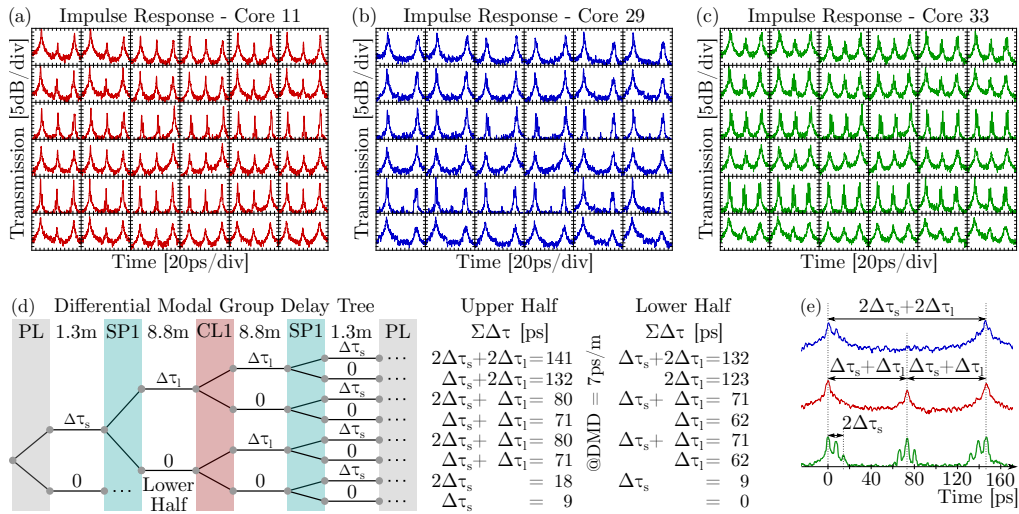 (a) Impulse Response - Core 11
Transmission [5dB/div]
Time [20ps/div]
(b) Impulse Response - Core 29
Transmission [5dB/div]
Time [20ps/div]
(c) Impulse Response - Core 33
Transmission [5dB/div]
Time [20ps/div]
(d) Differential Modal Group Delay Tree
PL 1.3m SP1 8.8m CL1 8.8m SP1 1.3m PL
Δτs
0 ...
Δτl
0
Lower
Half
Δτl
0
Δτl
0
Δτs ...
0 ...
Δτs ...
0 ...
Δτs ...
0 ...
Δτs ...
0 ...
Upper Half
ΣΔτ [ps]
2Δτs+2Δτl=141
Δτs+2Δτl=132
2Δτs+ Δτl= 80
Δτs+ Δτl= 71
2Δτs+ Δτl= 80
Δτs+ Δτl= 71
2Δτs = 18
Δτs = 9
@DMD = 7ps/m
Lower Half
ΣΔτ [ps]
Δτs+2Δτl=132
2Δτl=123
Δτs+ Δτl= 71
Δτl= 62
Δτs+ Δτl= 71
Δτl= 62
Δτs = 9
= 0
(e)
2Δτs+2Δτl
Δτs+Δτl Δτs+Δτl
2Δτs
0 40 80 120 160
Time [ps]